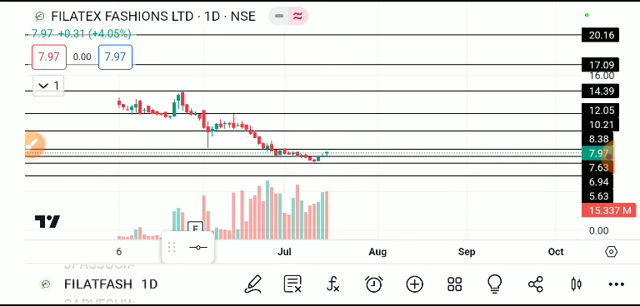 FILATEX FASHIONS LTD · 1D · NSE
7.97 +0.31 (+4.05%)
7.97 0.00 7.97
1
20.16
17.09
16.00
14.39
12.05
10.21
8.38
7.97
7.63
6.94
5.63
15.337 M
0.00
E
6 Jul Aug Sep Oct
FILATFASH 1D